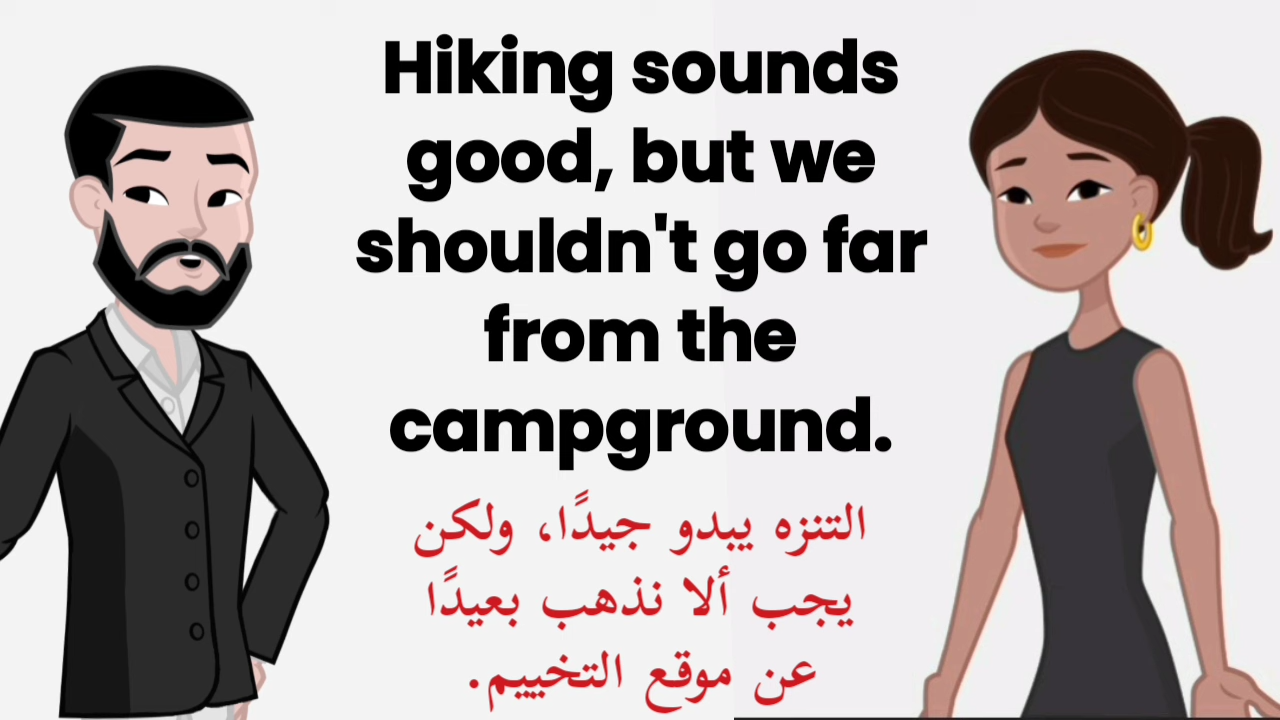 Hiking sounds
good, but we
shouldn't go far
from the
campground.
التنزه يبدو جيدًا، ولكن
يجب ألا نذهب بعيدًا
عن موقع التخييم.